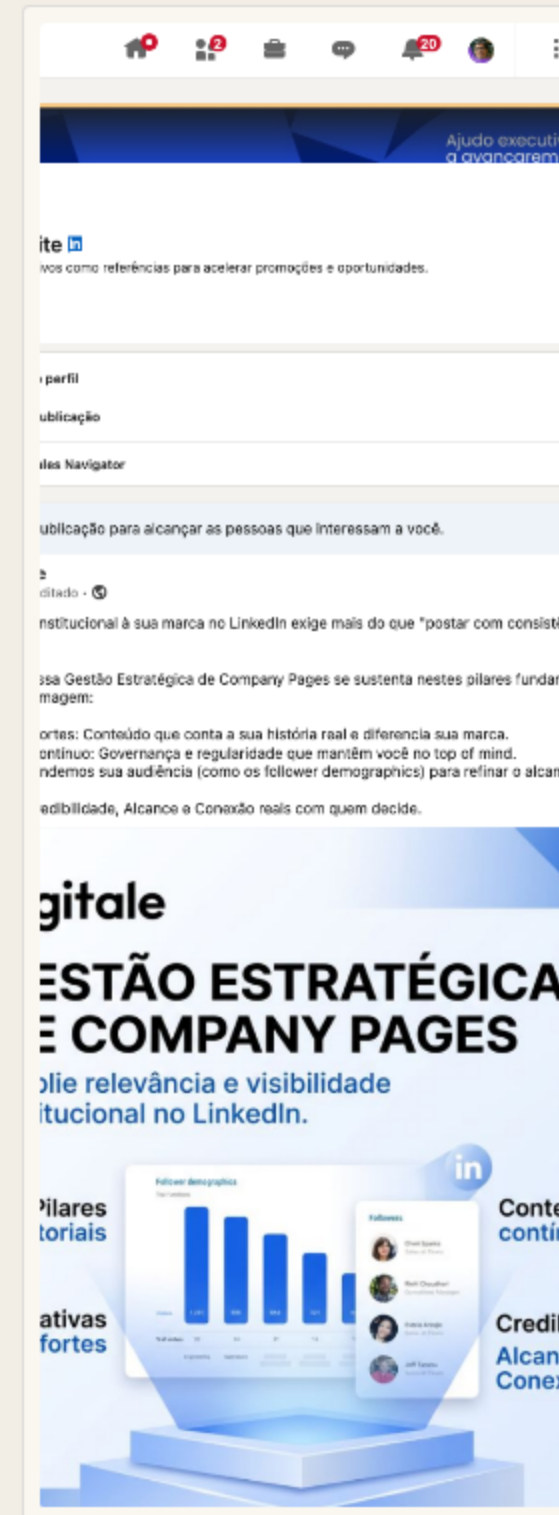 2
20
Ajudo executi
a avançarem
ite in
ivos como referências para acelerar promoções e oportunidades.
perfil
ublicação
ales Navigator
ublicação para alcançar as pessoas que interessam a você.
e
ditado •
nstitucional à sua marca no LinkedIn exige mais do que "postar com consistê
ssa Gestão Estratégica de Company Pages se sustenta nestes pilares fundar
magem:
ortes: Conteúdo que conta a sua história real e diferencia sua marca.
ontínuo: Governança e regularidade que mantêm você no top of mind.
ndemos sua audiência (como os follower demographics) para refinar o alcan
edibilidade, Alcance e Conexão reais com quem decide.
gitale
ESTÃO ESTRATÉGICA
E COMPANY PAGES
plie relevância e visibilidade
itucional no LinkedIn.
in
Pilares
toriais
Follower demographics
Followers
Conte
contín
ativas
fortes
Credil
Alcan
Conex